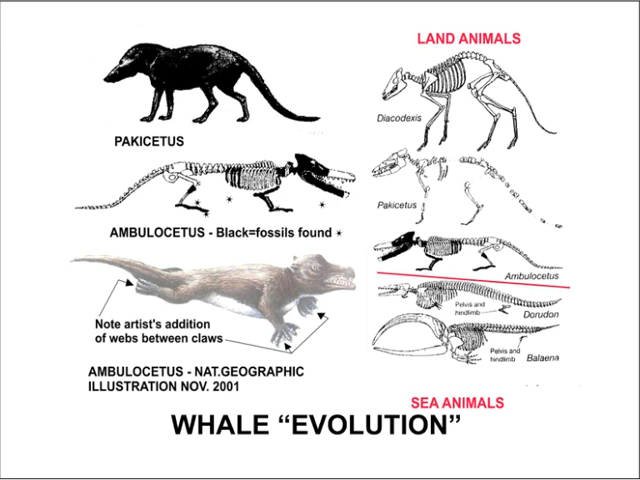 LAND ANIMALS
Diacodexis
PAKICETUS
Pakicetus
AMBULOCETUS - Black=fossils found *
Ambulocetus
Pelvis and
hindlimb
Dorudon
Note artist's addition
of webs between claws
Pelvis and
hindlimb
Balaena
AMBULOCETUS - NAT.GEOGRAPHIC
ILLUSTRATION NOV. 2001
SEA ANIMALS
WHALE “EVOLUTION”